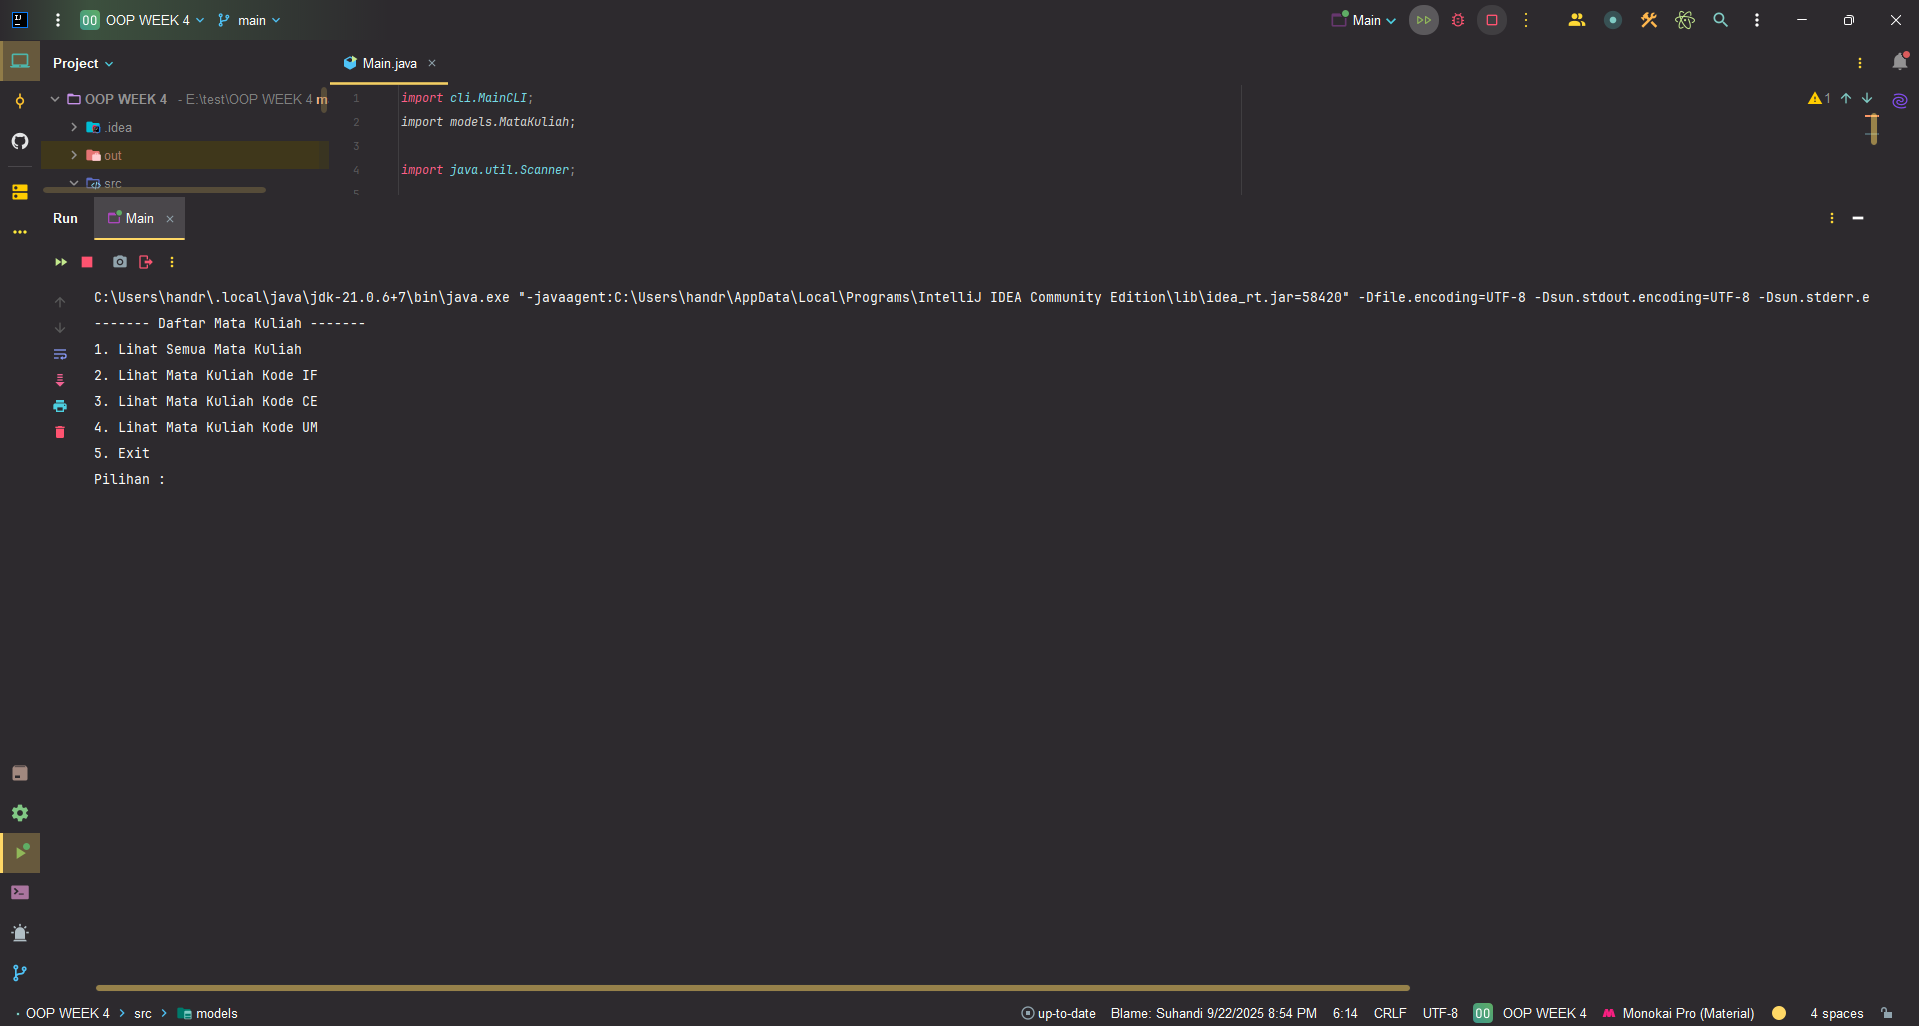 OO OOP WEEK 4 main Main
Project Main.java
OOP WEEK 4 - E:\test\OOP WEEK 4 m
.idea
out
src
1 import cli.MainCLI;
2 import models.MataKuliah;
3
4 import java.util.Scanner;
5
1
Run Main
C:\Users\handr\.local\java\jdk-21.0.6+7\bin\java.exe "-javaagent:C:\Users\handr\AppData\Local\Programs\IntelliJ IDEA Community Edition\lib\idea_rt.jar=58420" -Dfile.encoding=UTF-8 -Dsun.stdout.encoding=UTF-8 -Dsun.stderr.e
------- Daftar Mata Kuliah -------
1. Lihat Semua Mata Kuliah
2. Lihat Mata Kuliah Kode IF
3. Lihat Mata Kuliah Kode CE
4. Lihat Mata Kuliah Kode UM
5. Exit
Pilihan :
OOP WEEK 4 > src > models up-to-date Blame: Suhandi 9/22/2025 8:54 PM 6:14 CRLF UTF-8 OO OOP WEEK 4 Monokai Pro (Material) 4 spaces